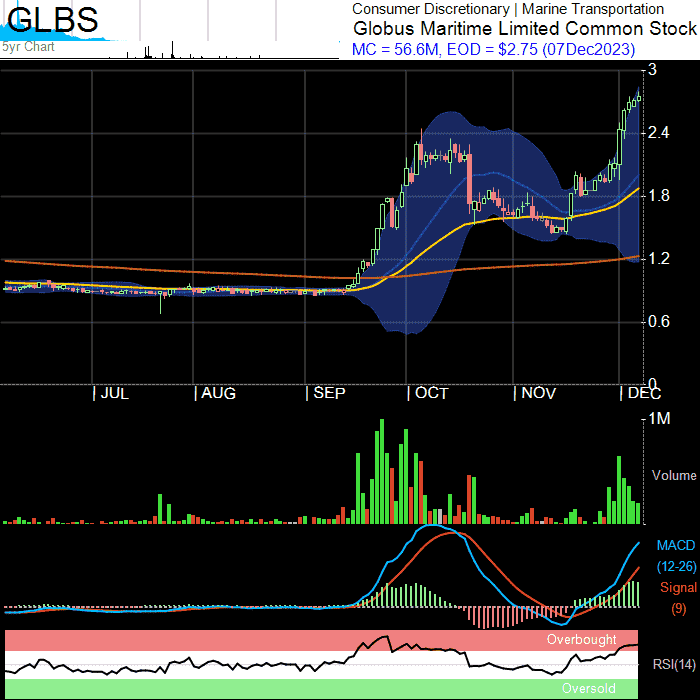 GLBS
5yr Chart
Consumer Discretionary | Marine Transportation
Globus Maritime Limited Common Stock
MC = 56.6M, EOD = $2.75 (07Dec2023)
3
2.4
1.8
1.2
0.6
0
| JUL | AUG | SEP | OCT | NOV | DEC
1M
Volume
MACD
(12-26)
Signal
(9)
Overbought
RSI(14)
Oversold